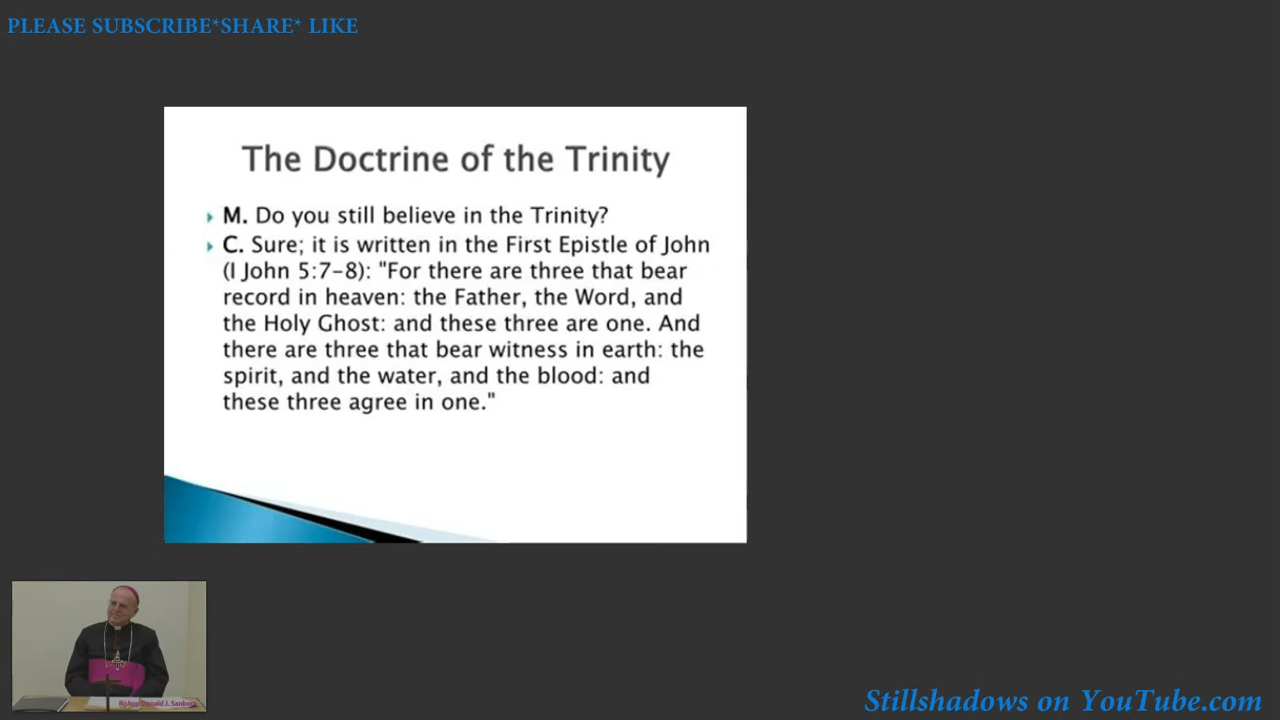 PLEASE SUBSCRIBE*SHARE* LIKE
The Doctrine of the Trinity
M. Do you still believe in the Trinity?
C. Sure; it is written in the First Epistle of John
(I John 5:7-8): "For there are three that bear
record in heaven: the Father, the Word, and
the Holy Ghost: and these three are one. And
there are three that bear witness in earth: the
spirit, and the water, and the blood: and
these three agree in one."
Bishop Donald J. Sanborn
Stillshadows on YouTube.com